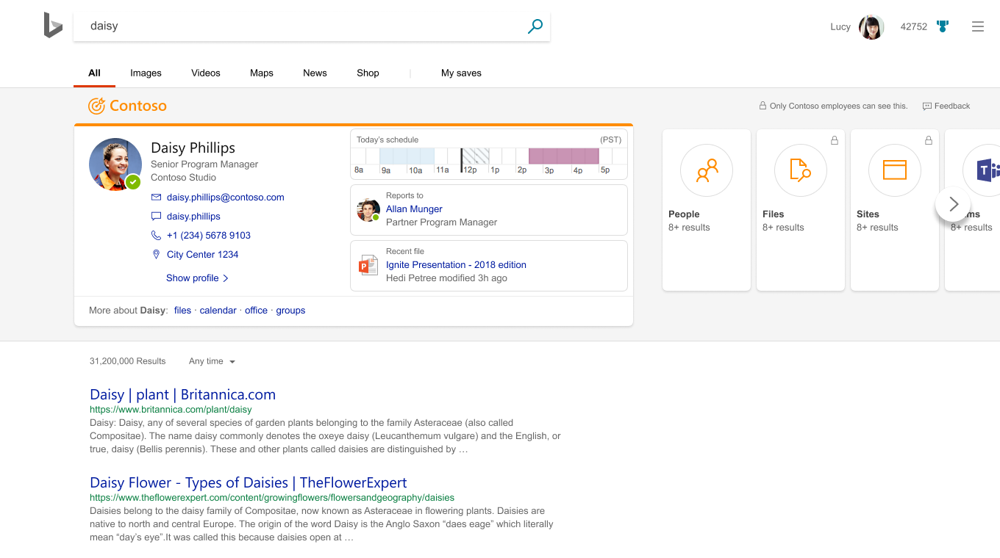 daisy
Lucy
42752
All
Images
Videos
Maps
News
Shop
My saves
Contoso
Only Contoso employees can see this.
Feedback
Daisy Phillips
Senior Program Manager
Contoso Studio
daisy.phillips@contoso.com
daisy.phillips
+1 (234) 5678 9103
City Center 1234
Show profile
Today's schedule
(PST)
8a 9a 10a 11a 12p 1p 2p 3p 4p 5p
Reports to
Allan Munger
Partner Program Manager
Recent file
P
Ignite Presentation - 2018 edition
Hedi Petree modified 3h ago
More about Daisy: files · calendar · office · groups
People
8+ results
Files
8+ results
Sites
8+ results
T
ms
8+ results
31,200,000 Results
Any time
Daisy | plant | Britannica.com
https://www.britannica.com/plant/daisy
Daisy: Daisy, any of several species of garden plants belonging to the family Asteraceae (also called
Compositae). The name daisy commonly denotes the oxeye daisy (Leucanthemum vulgare) and the English, or
true, daisy (Bellis perennis). These and other plants called daisies are distinguished by …
Daisy Flower - Types of Daisies | TheFlowerExpert
https://www.theflowerexpert.com/content/growingflowers/flowersandgeography/daisies
Daisies belong to the daisy family of Compositae, now known as Asteraceae in flowering plants. Daisies are
native to north and central Europe. The origin of the word Daisy is the Anglo Saxon “daes eage” which literally
mean “day’s eye”.It was called this because daisies open at …